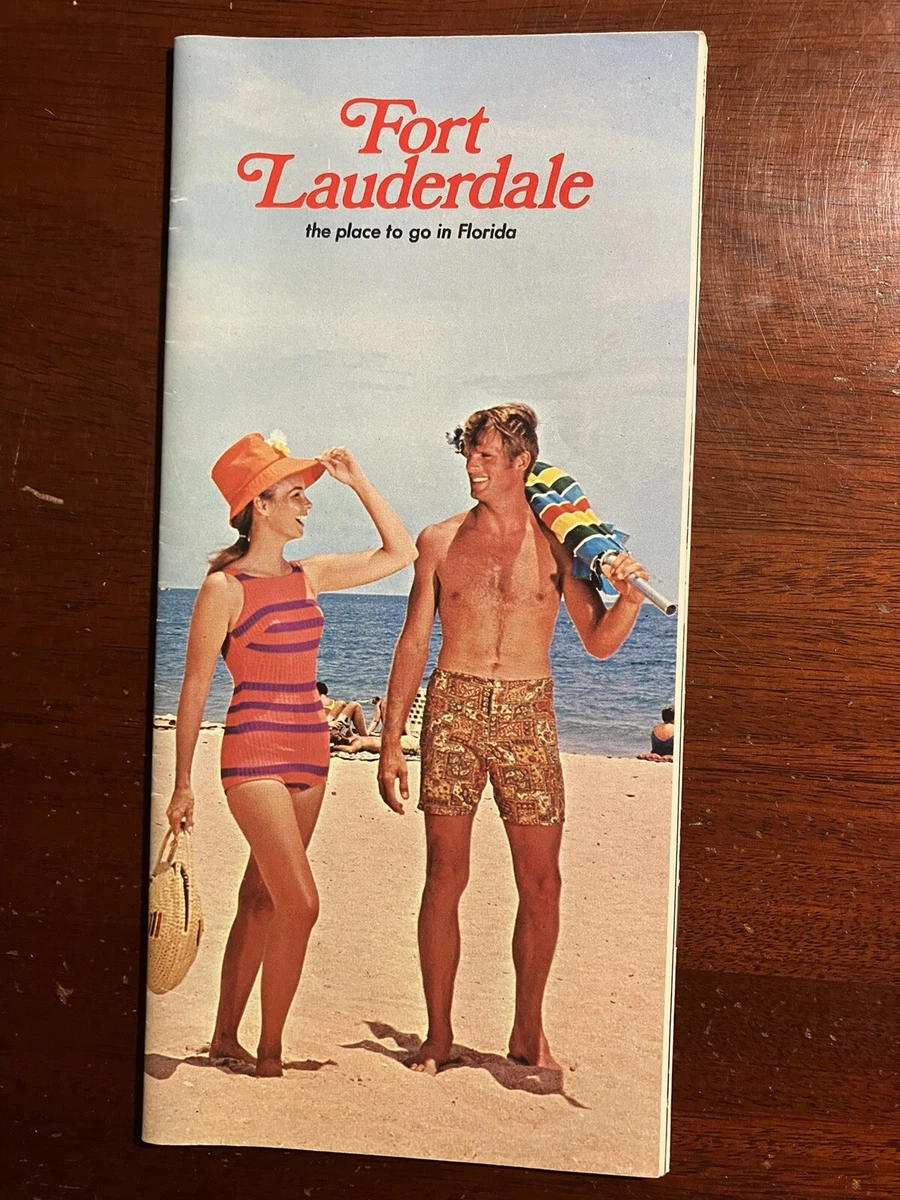 Fort
Lauderdale
the place to go in Florida